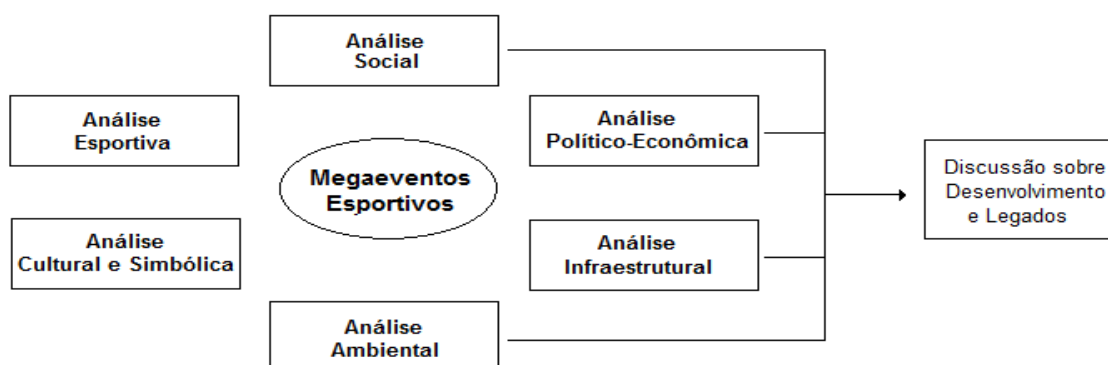 Análise
Social
Análise
Esportiva
Análise
Político-Econômica
Megaeventos
Esportivos
Discussão sobre
Desenvolvimento
e Legados
Análise
Cultural e Simbólica
Análise
Infraestrutural
Análise
Ambiental